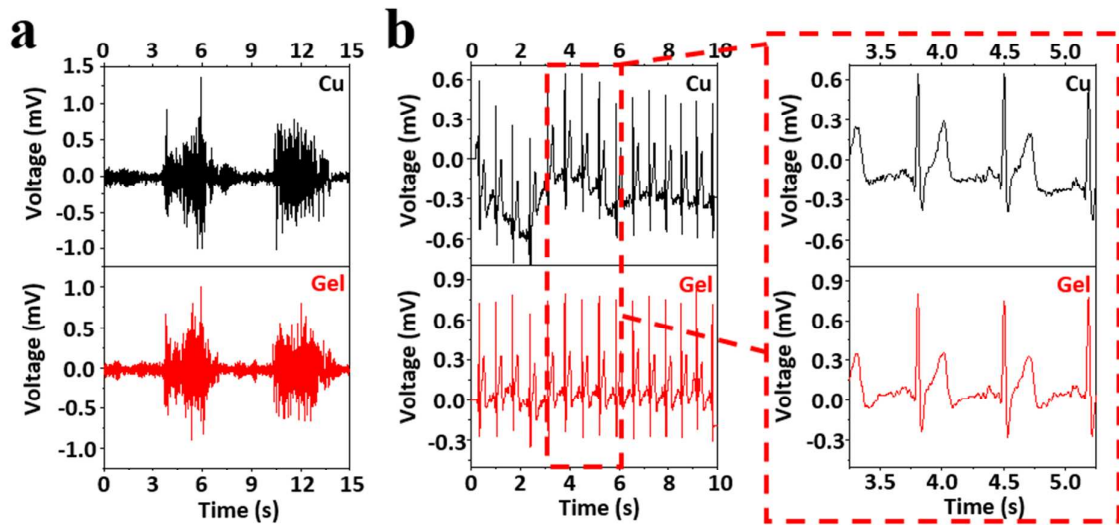 a
0 3 6 9 12 15
1.5
1.0
0.5
0.0
-0.5
-1.0
Voltage (mV)
Cu
1.0
0.5
0.0
-0.5
-1.0
Voltage (mV)
Gel
0 3 6 9 12 15
Time (s)
b
0 2 4 6 8 10
0.6
0.3
0.0
-0.3
-0.6
Voltage (mV)
Cu
0.9
0.6
0.3
0.0
-0.3
Voltage (mV)
Gel
0 2 4 6 8 10
Time (s)
3.5 4.0 4.5 5.0
0.6
0.3
0.0
-0.3
-0.6
Voltage (mV)
Cu
0.9
0.6
0.3
0.0
-0.3
Voltage (mV)
Gel
3.5 4.0 4.5 5.0
Time (s)